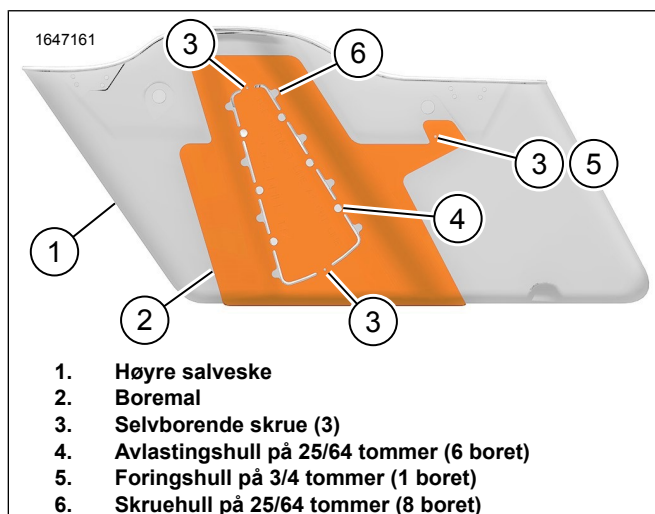 1647161
3
6
3
5
4
1
2
3
1. Høyre salveske
2. Boremal
3. Selvborende skrue (3)
4. Avlastingshull på 25/64 tommer (6 boret)
5. Foringshull på 3/4 tommer (1 boret)
6. Skruehull på 25/64 tommer (8 boret)